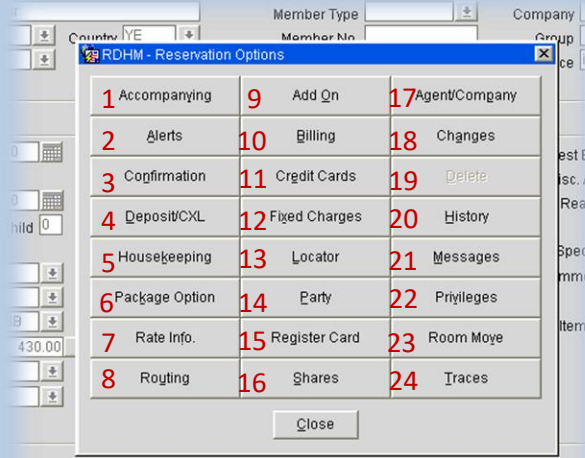 Member Type
Company
Country YE
Member No.
Group
RDHM - Reservation Options
1 Accompanying
9 Add On
17 Agent/Company
2 Alerts
10 Billing
18 Changes
3 Confirmation
11 Credit Cards
19 Delete
4 Deposit/CXL
12 Fixed Charges
20 History
5 Housekeeping
13 Locator
21 Messages
6 Package Option
14 Party
22 Privileges
7 Rate Info.
15 Register Card
23 Room Move
8 Routing
16 Shares
24 Traces
Close
0
430.00